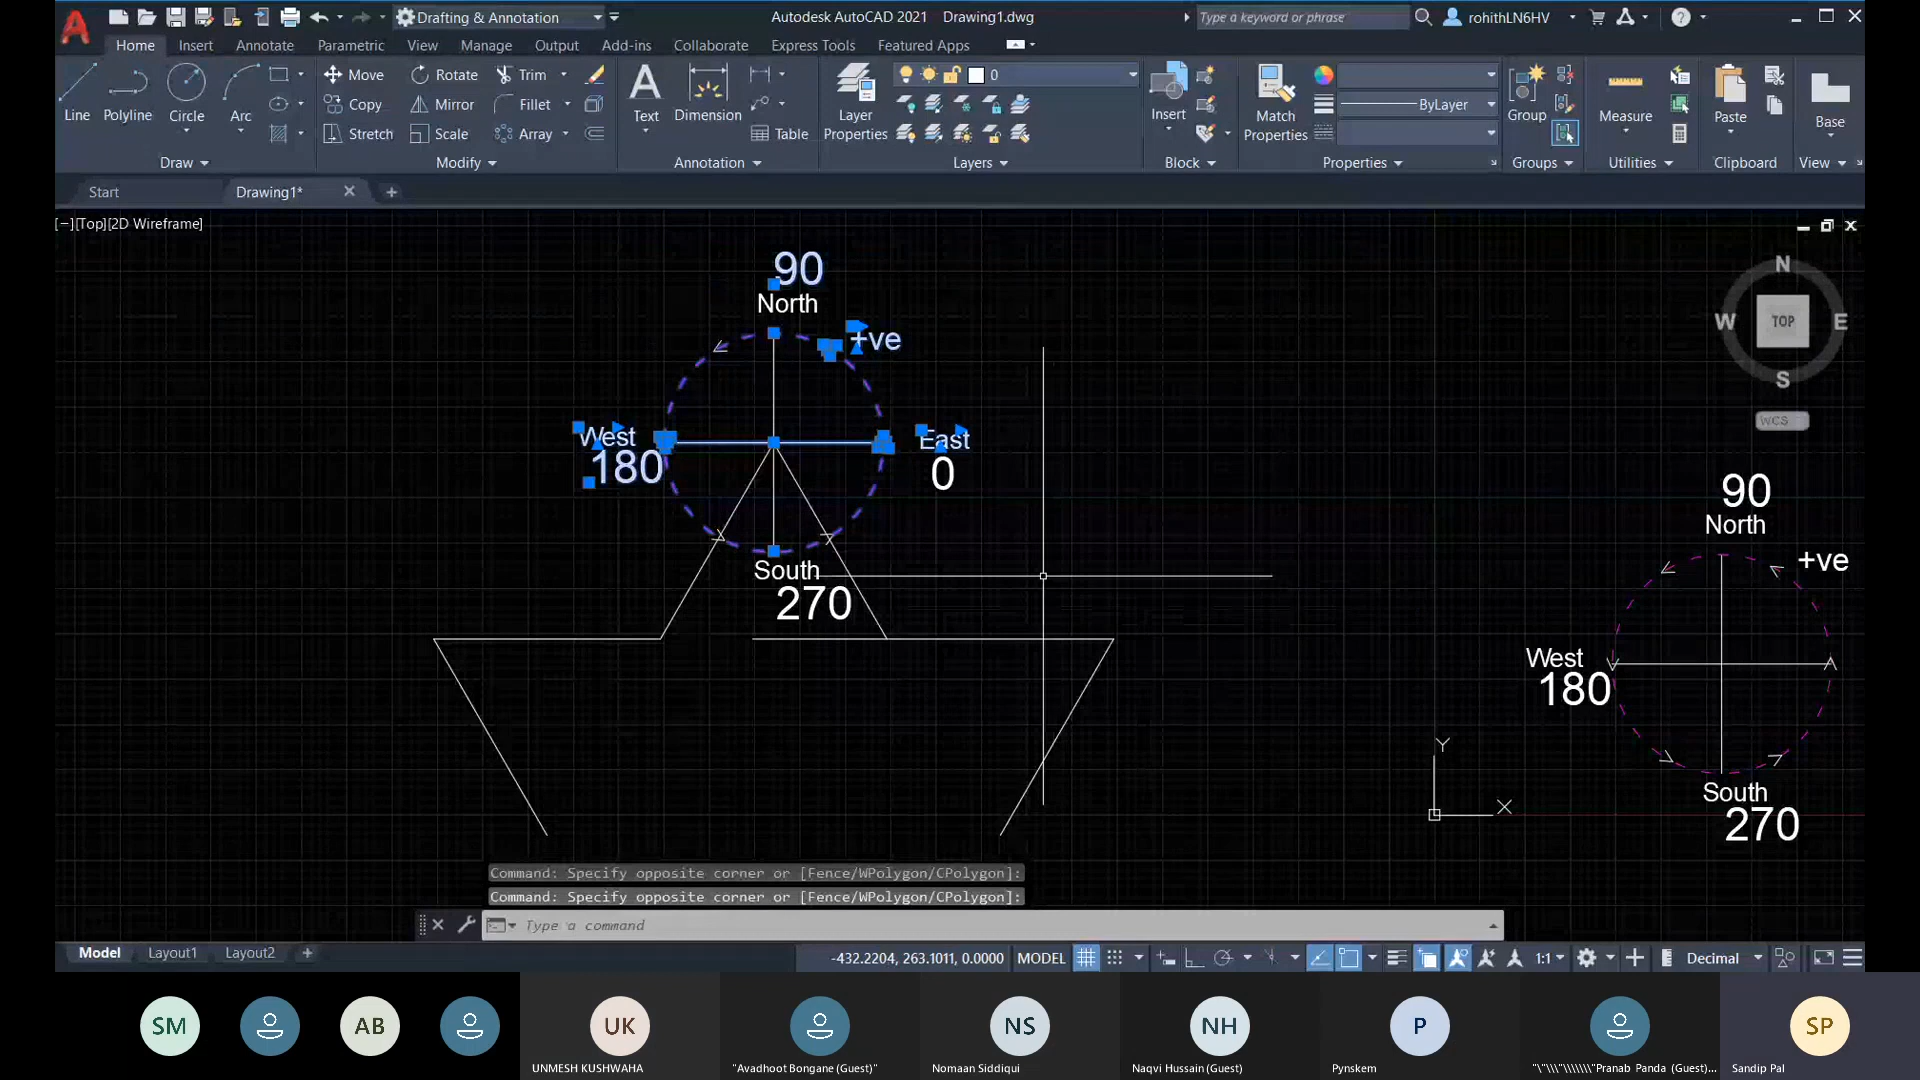 Drafting & Annotation
Autodesk AutoCAD 2021 Drawing1.dwg
Type a keyword or phrase
rohithLN6HV
Home Insert Annotate Parametric View Manage Output Add-ins Collaborate Express Tools Featured Apps
Line Polyline Circle Arc
Move Rotate Trim
Copy Mirror Fillet
Stretch Scale Array
Text Dimension
Table
Layer
Properties
0
Insert
Match
Properties
ByLayer
Group
Measure
Paste
Base
Draw Modify Annotation Layers Block Properties Groups Utilities Clipboard View
Start Drawing1*
[−][Top][2D Wireframe]
90
North
+ve
West
180
East
0
South
270
N
W TOP E
S
WCS
90
North
+ve
West
180
South
270
Y
X
Command: Specify opposite corner or [Fence/WPolygon/CPolygon]:
Command: Specify opposite corner or [Fence/WPolygon/CPolygon]:
Type a command
Model Layout1 Layout2
-432.2204, 263.1011, 0.0000 MODEL
1:1
Decimal
SM AB UK NS NH P SP
UNMESH KUSHWAHA
"Avadhoot Bongane (Guest)"
Nomaan Siddiqui
Naqvi Hussain (Guest)
Pynskem
"\"\\\"\\\\\\\"Pranab Panda (Guest)...
Sandip Pal